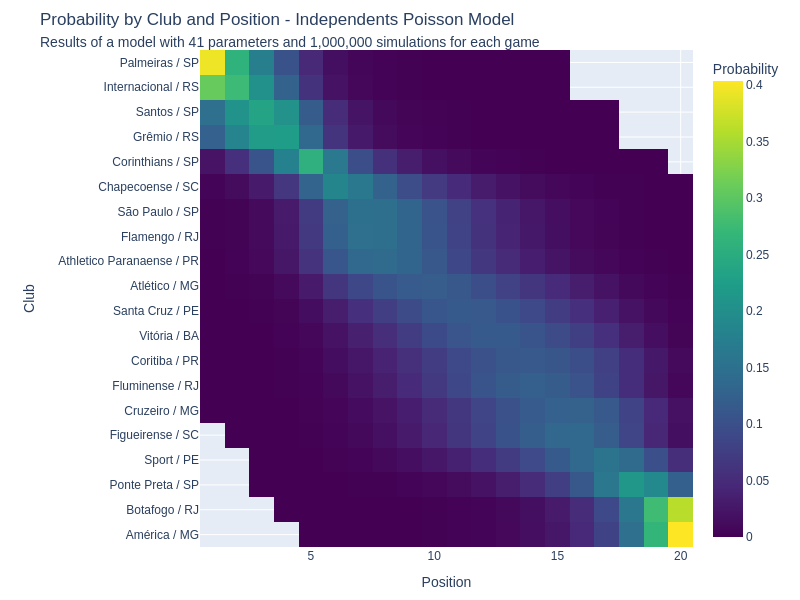 Probability by Club and Position - Independents Poisson Model
Results of a model with 41 parameters and 1,000,000 simulations for each game
Probability
Club
Palmeiras / SP
Internacional / RS
Santos / SP
Grêmio / RS
Corinthians / SP
Chapecoense / SC
São Paulo / SP
Flamengo / RJ
Athletico Paranaense / PR
Atlético / MG
Santa Cruz / PE
Vitória / BA
Coritiba / PR
Fluminense / RJ
Cruzeiro / MG
Figueirense / SC
Sport / PE
Ponte Preta / SP
Botafogo / RJ
América / MG
0.4
0.35
0.3
0.25
0.2
0.15
0.1
0.05
0
5 10 15 20
Position